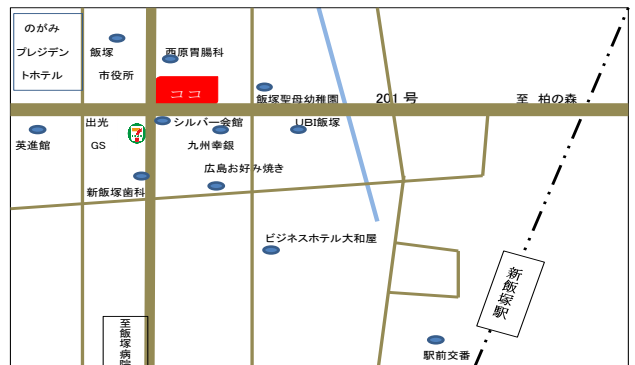 のがみ
プレジデン
トホテル
飯塚
市役所
西原胃腸科
ココ
飯塚聖母幼稚園
201 号
至 柏の森
英進館
出光
GS
7
シルバー会館
九州幸銀
UBI飯塚
新飯塚歯科
広島お好み焼き
ビジネスホテル大和屋
新飯塚駅
至飯塚病院
駅前交番